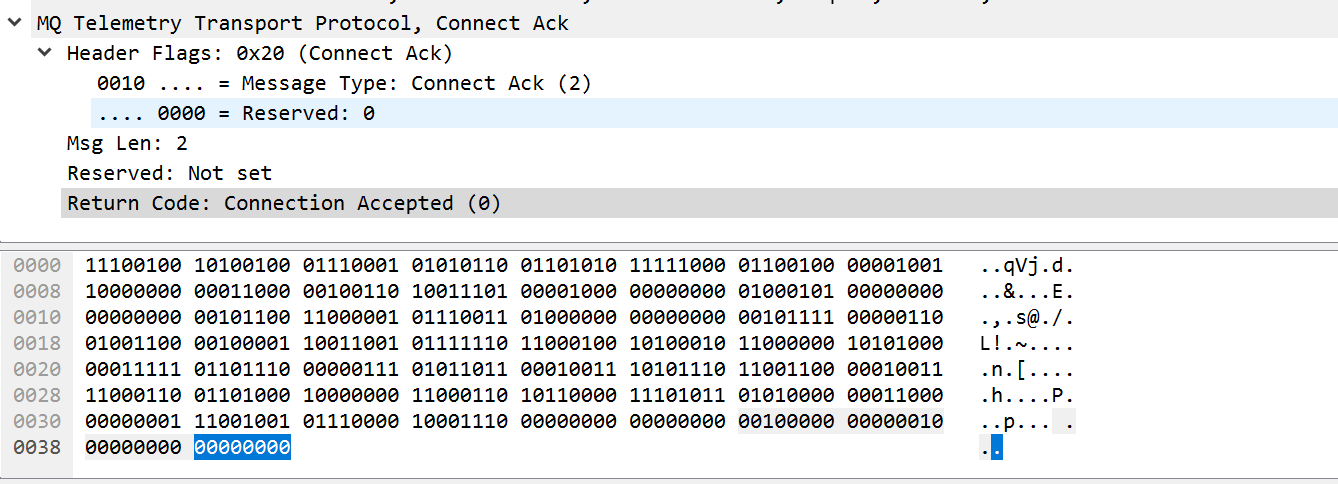 MQ Telemetry Transport Protocol, Connect Ack
Header Flags: 0x20 (Connect Ack)
0010 .... = Message Type: Connect Ack (2)
.... 0000 = Reserved: 0
Msg Len: 2
Reserved: Not set
Return Code: Connection Accepted (0)
0000 11100100 10100100 01110001 01010110 01101010 11111000 01100100 00001001 ..qVj.d.
0008 10000000 00011000 00100110 10011101 00001000 00000000 01000101 00000000 ..&...E.
0010 00000000 00101100 11000001 01110011 01000000 00000000 00101111 00000110 .,.s@./.
0018 01001100 00100001 10011001 01111110 11000100 10100010 11000000 10101000 L!.~....
0020 00011111 01101110 00000111 01011011 00010011 10101110 11001100 00010011 .n.[....
0028 11000110 01101000 10000000 11000110 10110000 11101011 01010000 00011000 .h....P.
0030 00000001 11001001 01110000 10001110 00000000 00000000 00100000 00000010 ..p... .
0038 00000000 00000000 ..